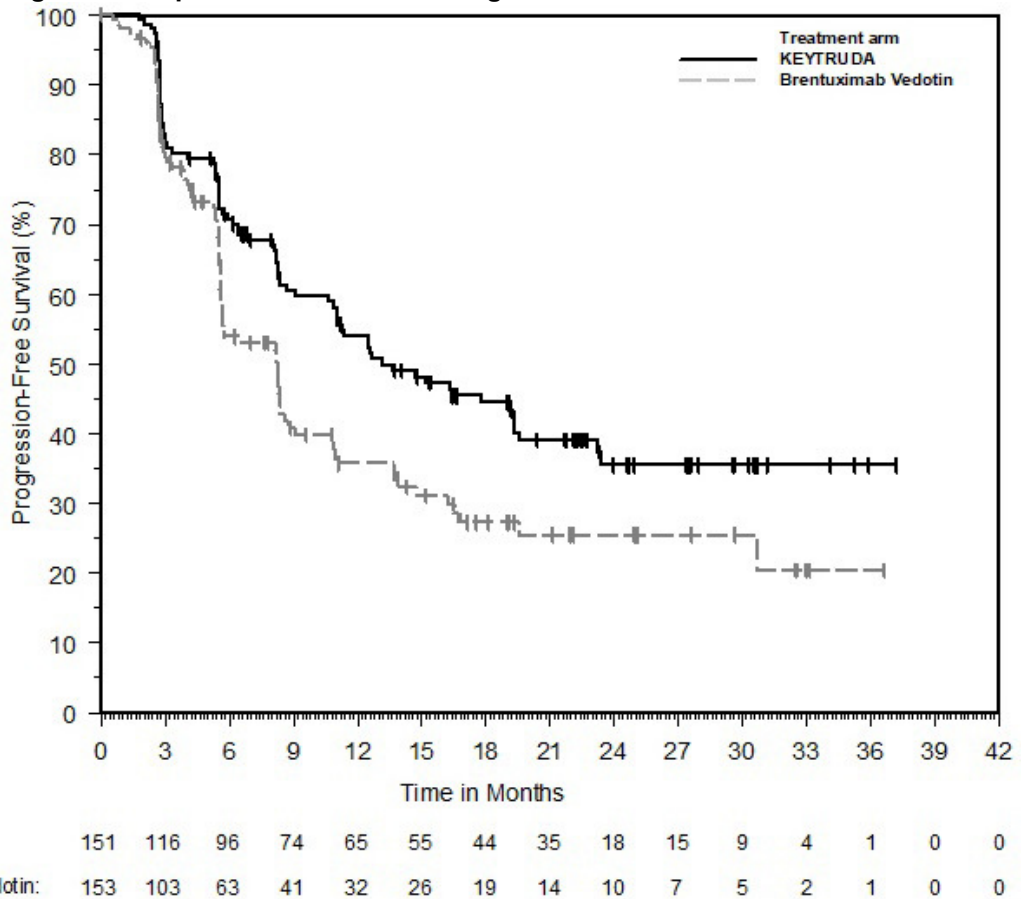 Treatment arm
KEYTRUDA
Brentuximab Vedotin
Progression-Free Survival (%)
100
90
80
70
60
50
40
30
20
10
0
0 3 6 9 12 15 18 21 24 27 30 33 36 39 42
Time in Months
151 116 96 74 65 55 44 35 18 15 9 4 1 0 0
153 103 63 41 32 26 19 14 10 7 5 2 1 0 0